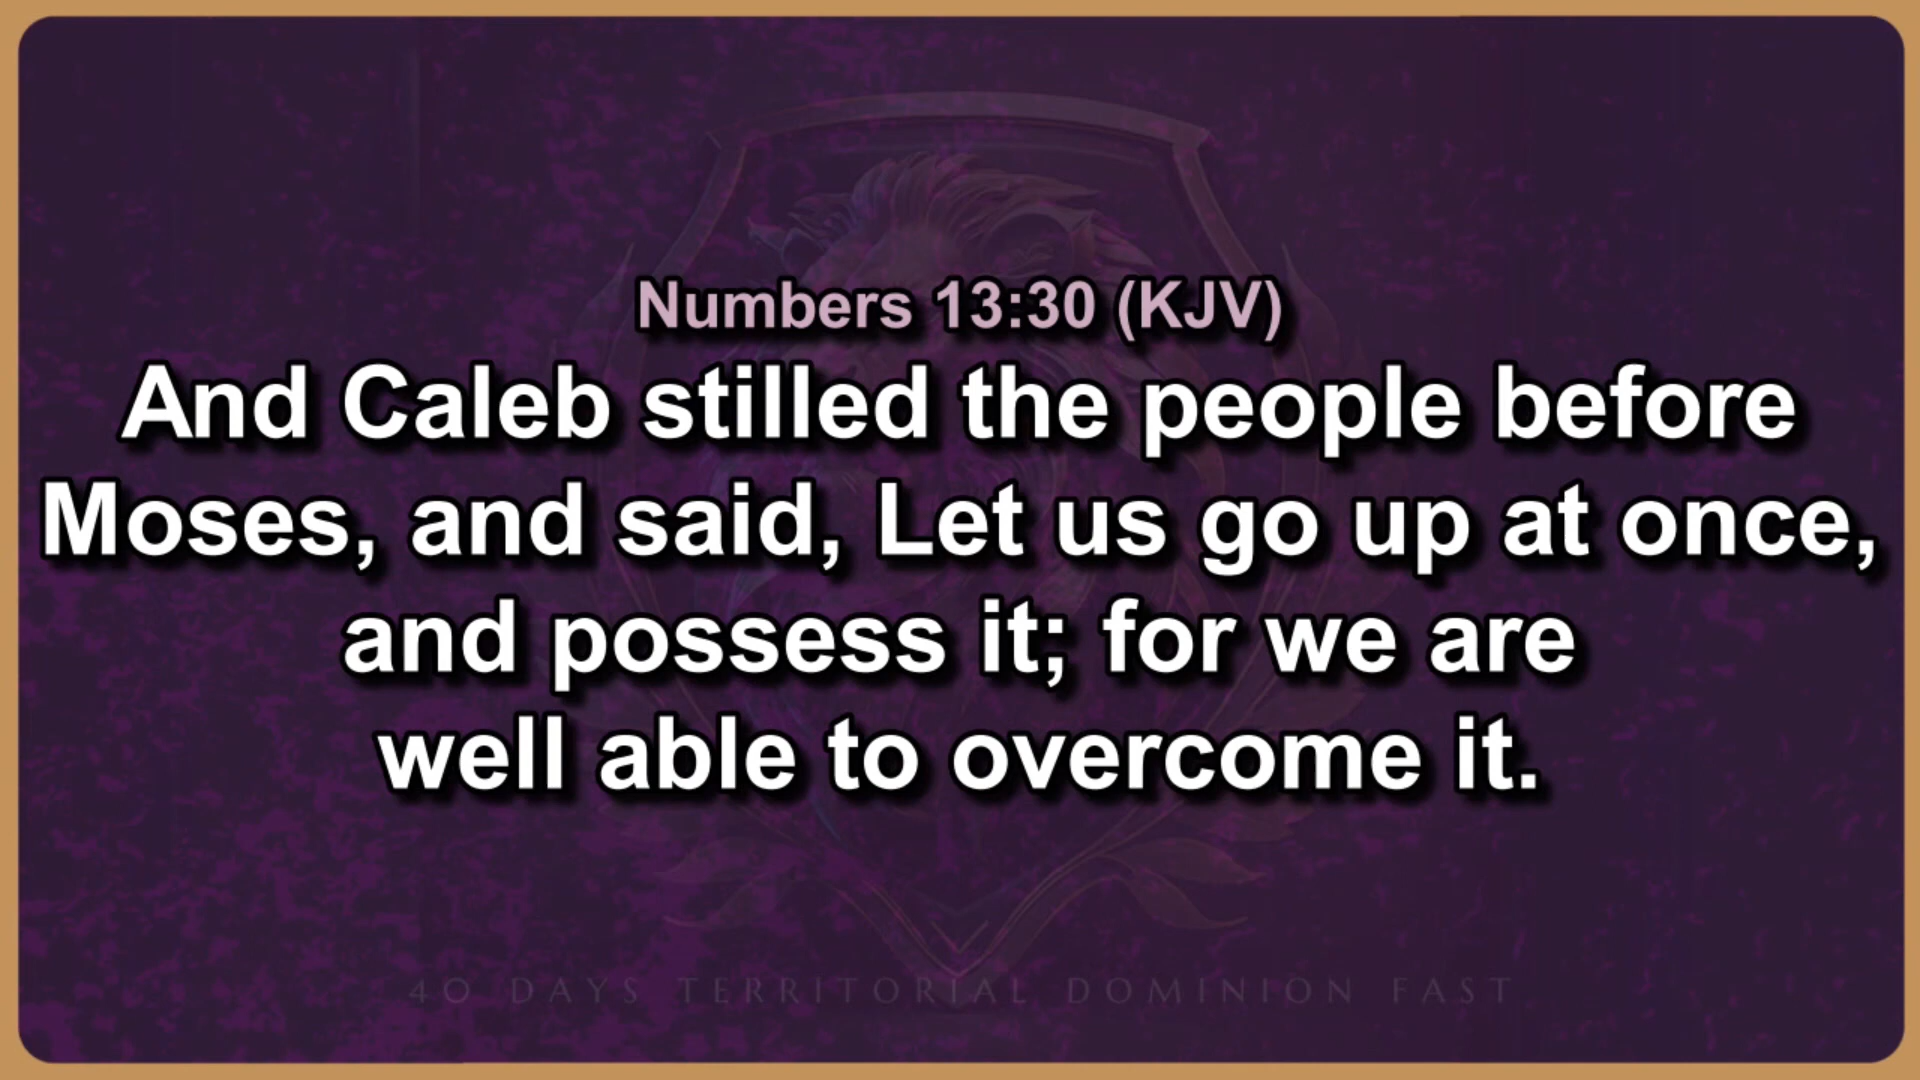 Numbers 13:30 (KJV)
And Caleb stilled the people before
Moses, and said, Let us go up at once,
and possess it; for we are
well able to overcome it.
40 DAYS TERRITORIAL DOMINION FAST